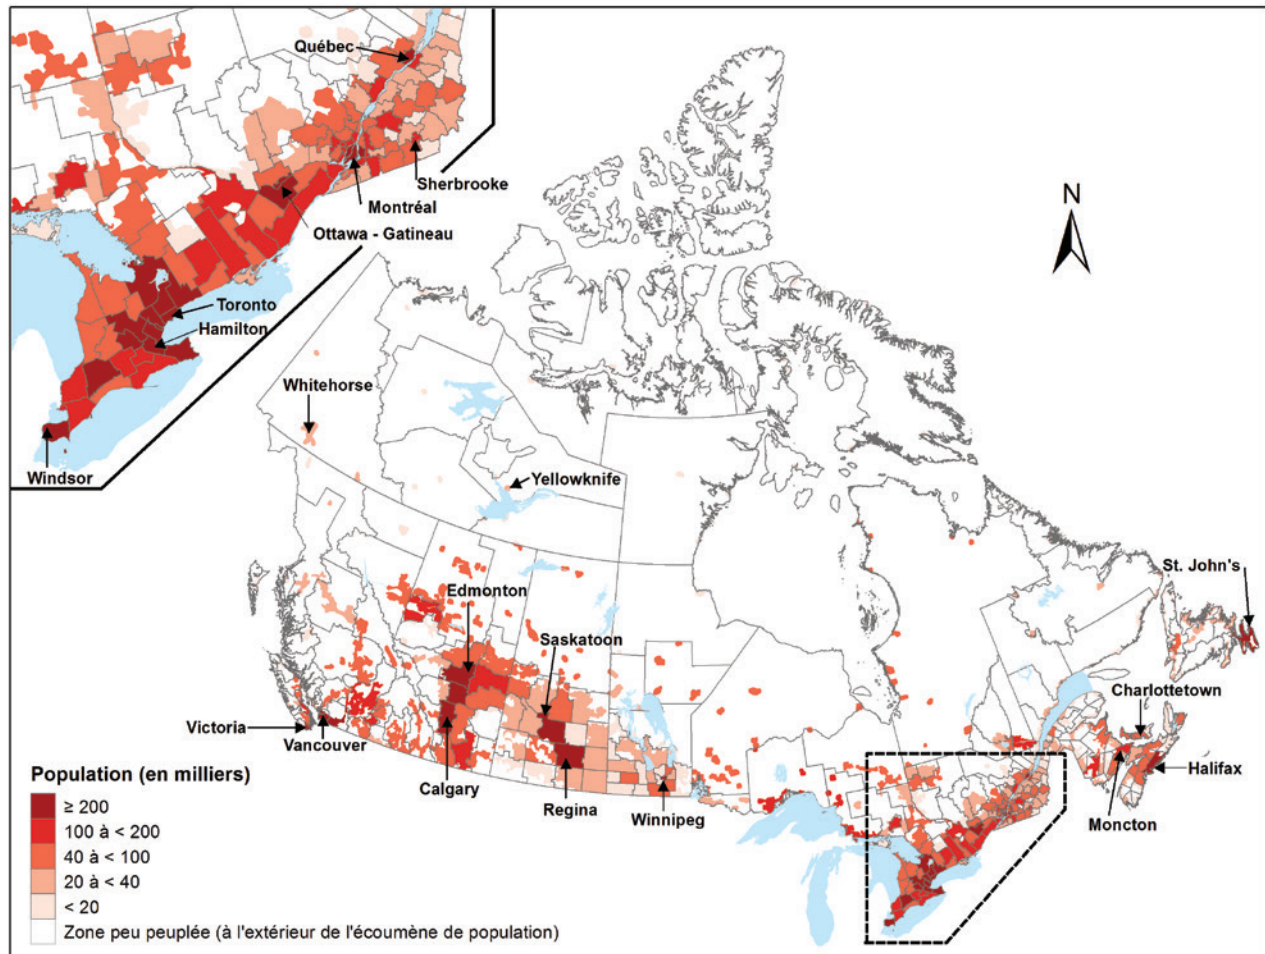 Québec
Sherbrooke
Montréal
Ottawa - Gatineau
Toronto
Hamilton
Windsor
N
Whitehorse
Yellowknife
St. John's
Edmonton
Saskatoon
Charlottetown
Victoria
Vancouver
Calgary
Regina
Winnipeg
Halifax
Moncton
Population (en milliers)
≥ 200
100 à < 200
40 à < 100
20 à < 40
< 20
Zone peu peuplée (à l'extérieur de l'écoumène de population)